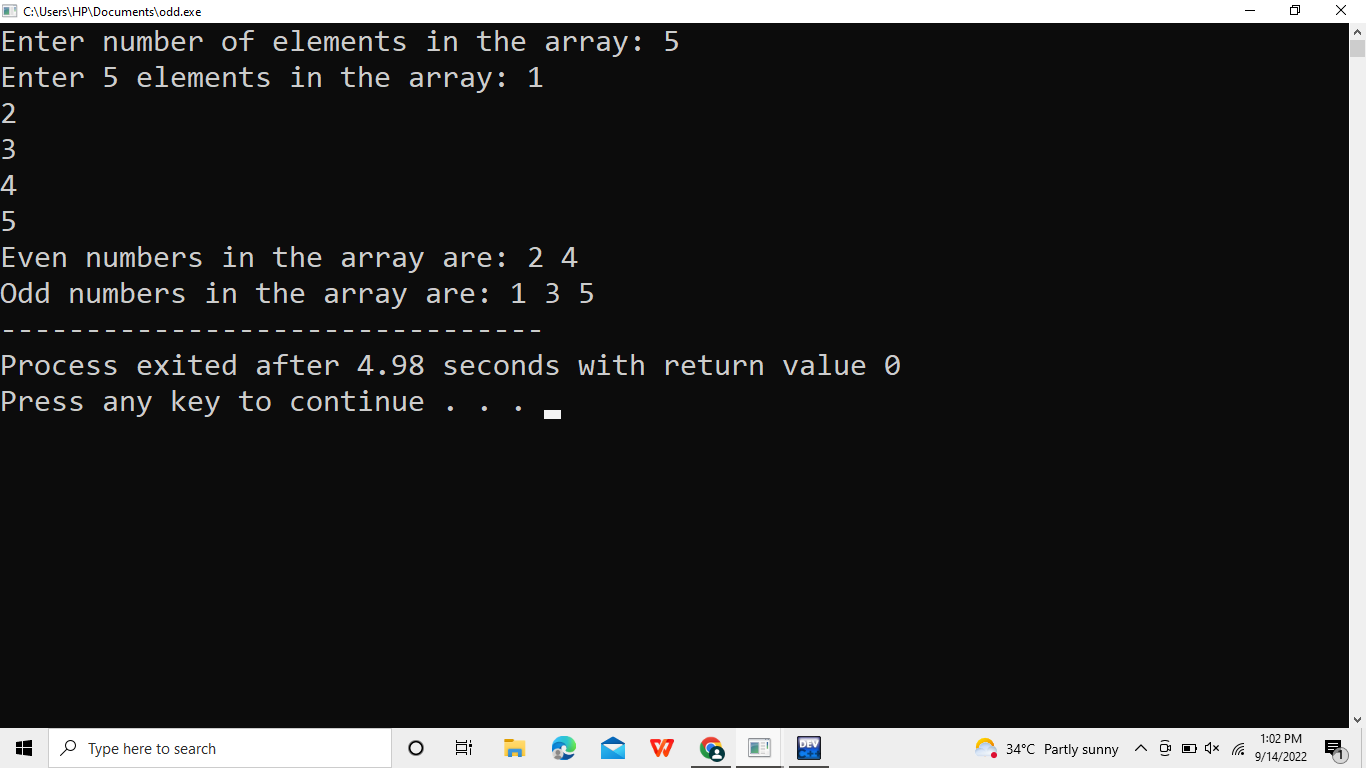 C:\Users\HP\Documents\odd.exe
Enter number of elements in the array: 5
Enter 5 elements in the array: 1
2
3
4
5
Even numbers in the array are: 2 4
Odd numbers in the array are: 1 3 5
--------------------------------
Process exited after 4.98 seconds with return value 0
Press any key to continue . . .
Type here to search
DEV
34°C Partly sunny
1:02 PM
9/14/2022
1